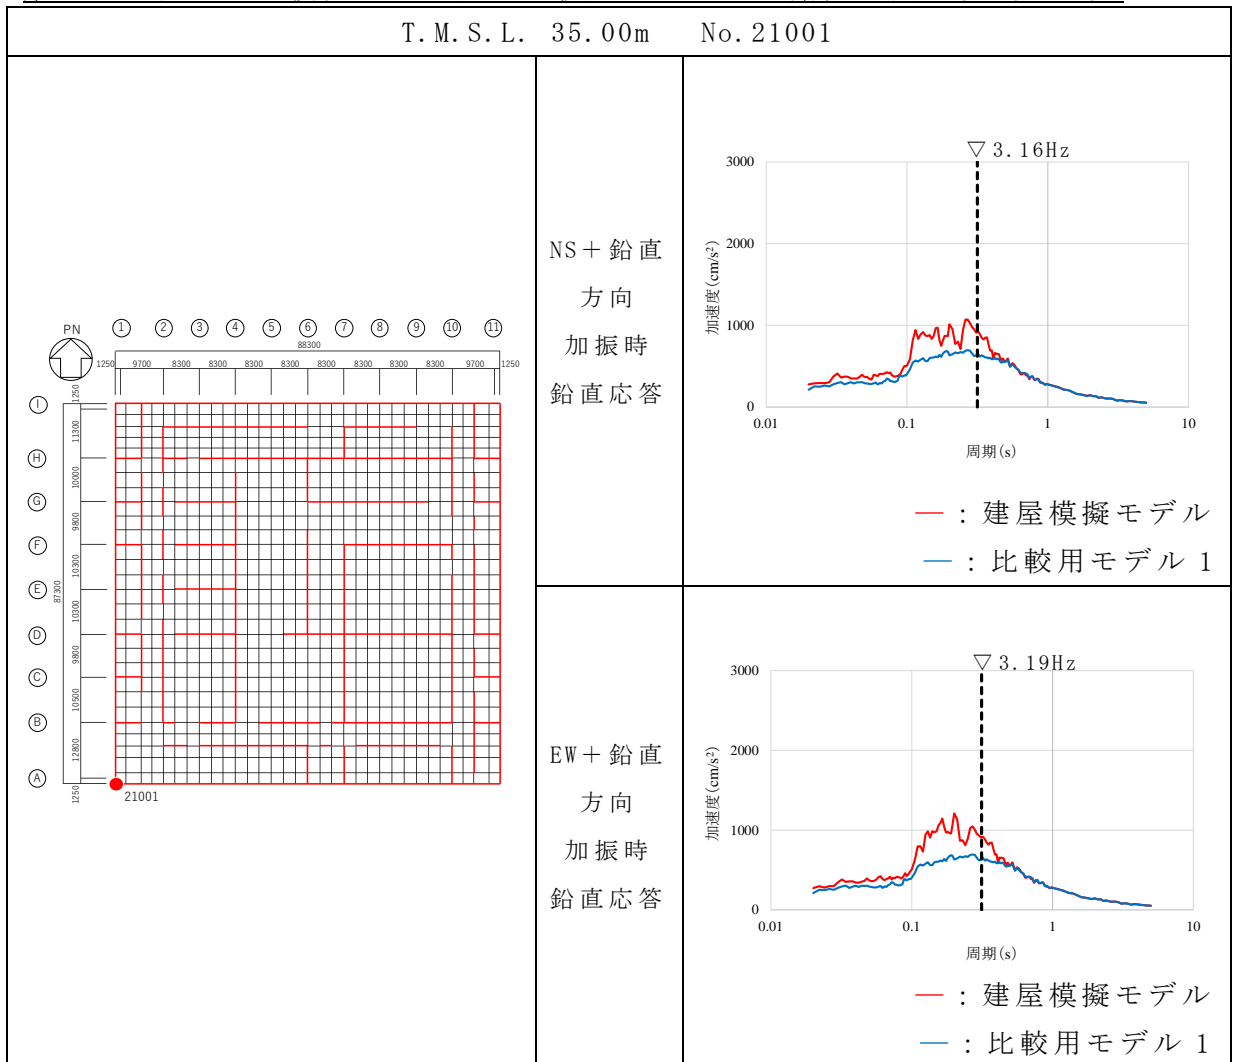 T.M.S.L. 35.00m No.21001
PN
1 2 3 4 5 6 7 8 9 10 11
88300
1250 9700 8300 8300 8300 8300 8300 8300 8300 8300 9700 1250
I
H
G
F
E
D
C
B
A
87300
1250
11300
10000
9800
10300
10300
9800
10500
12800
1250
21001
NS+鉛直
方向
加振時
鉛直応答
▽3.16Hz
加速度(cm/s²)
3000
2000
1000
0
0.01 0.1 1 10
周期(s)
―:建屋模擬モデル
―:比較用モデル1
EW+鉛直
方向
加振時
鉛直応答
▽3.19Hz
加速度(cm/s²)
3000
2000
1000
0
0.01 0.1 1 10
周期(s)
―:建屋模擬モデル
―:比較用モデル1